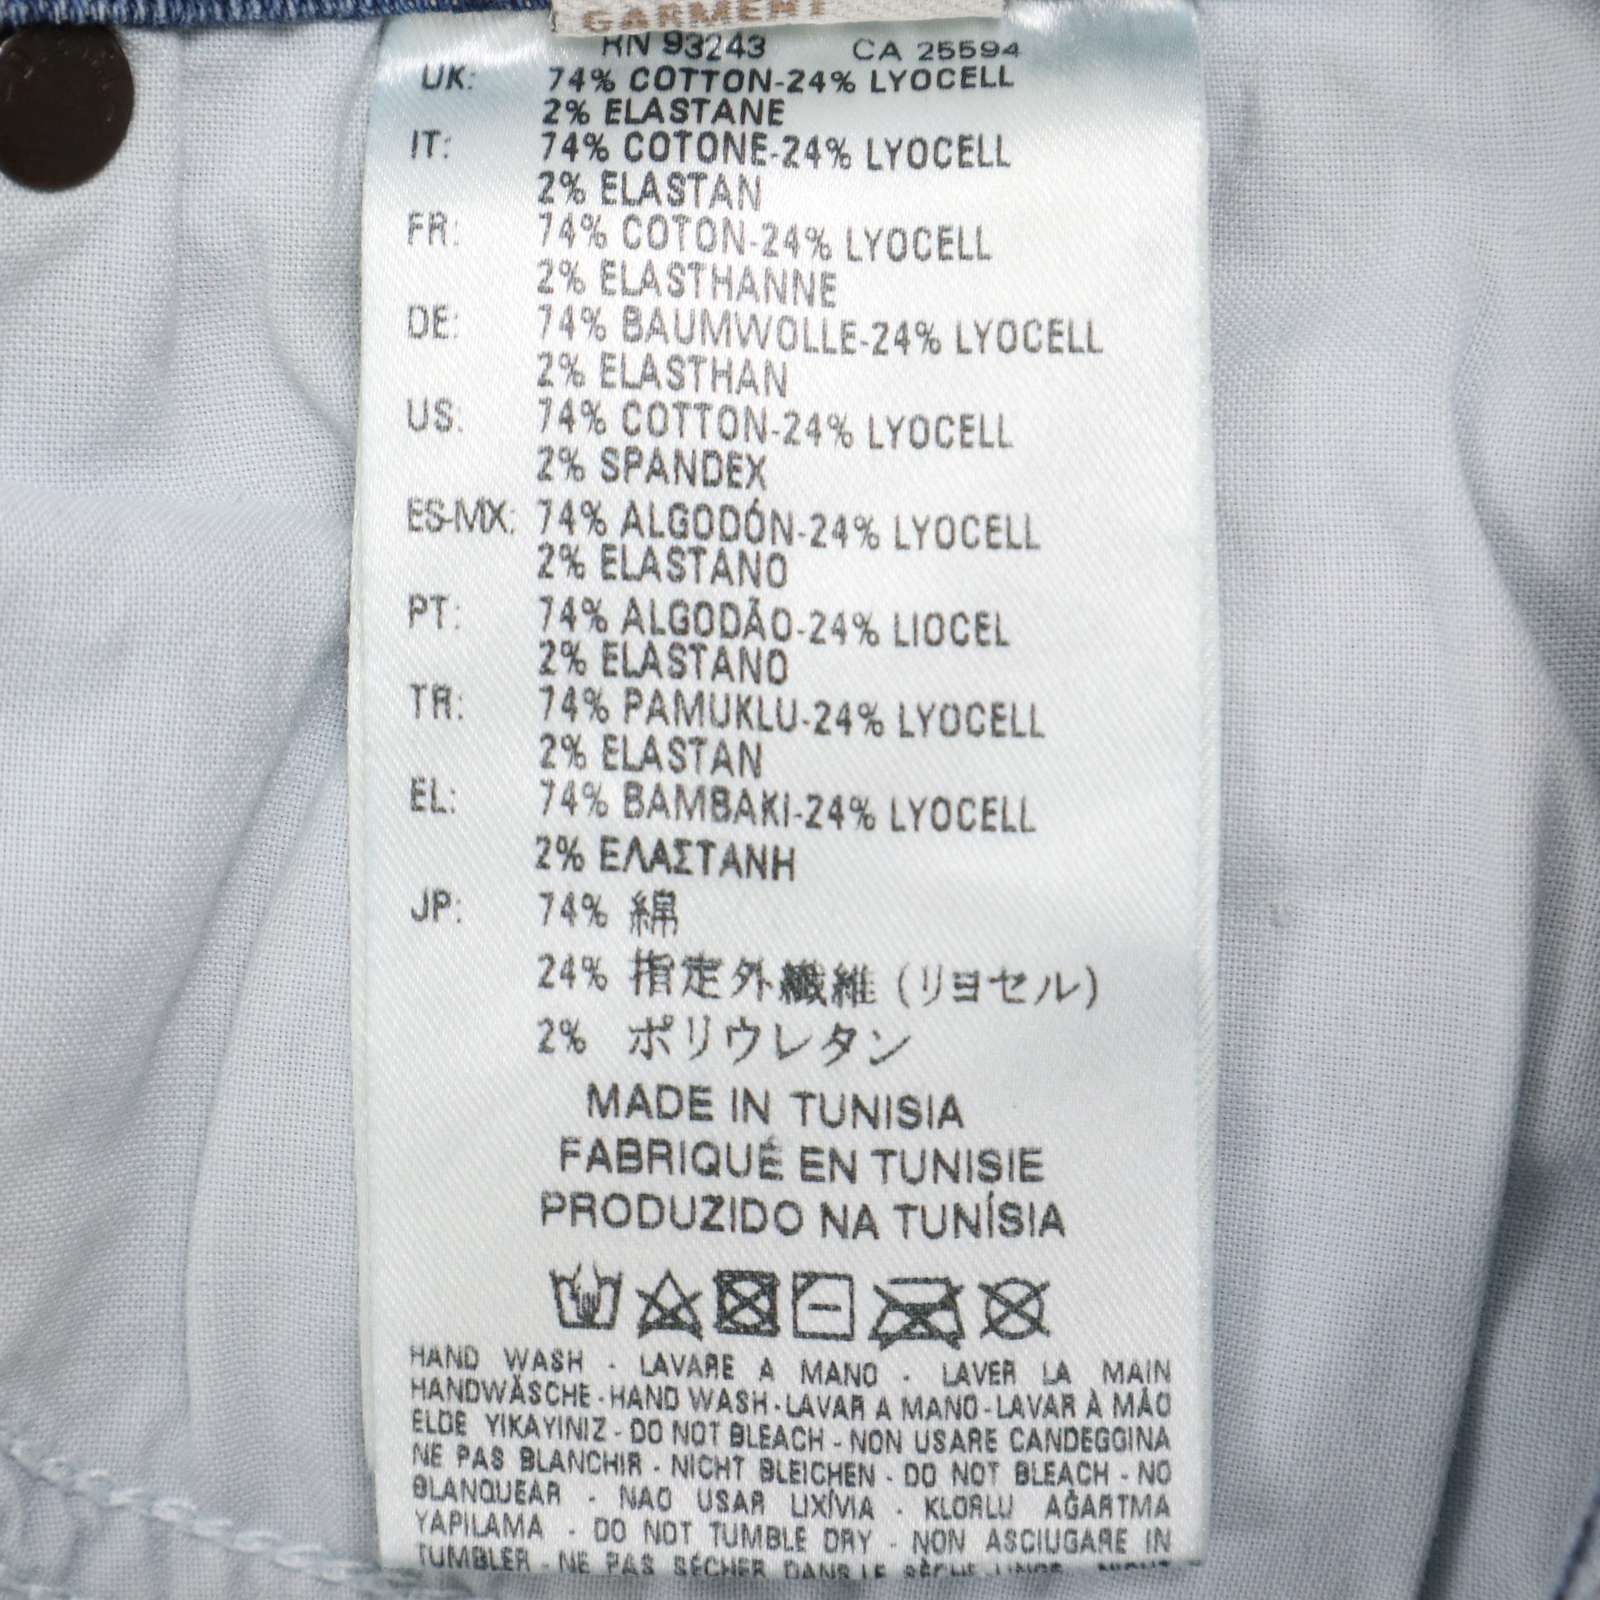 GARMENT
RN 93243 CA 25594
UK: 74% COTTON-24% LYOCELL
2% ELASTANE
IT: 74% COTONE-24% LYOCELL
2% ELASTAN
FR: 74% COTON-24% LYOCELL
2% ELASTHANNE
DE: 74% BAUMWOLLE-24% LYOCELL
2% ELASTHAN
US: 74% COTTON-24% LYOCELL
2% SPANDEX
ES-MX: 74% ALGODÓN-24% LYOCELL
2% ELASTANO
PT: 74% ALGODÃO-24% LIOCEL
2% ELASTANO
TR: 74% PAMUKLU-24% LYOCELL
2% ELASTAN
EL: 74% BAMBAKI-24% LYOCELL
2% ΕΛΑΣΤΑΝΗ
JP: 74% 綿
24% 指定外繊維 (リヨセル)
2% ポリウレタン
MADE IN TUNISIA
FABRIQUÉ EN TUNISIE
PRODUZIDO NA TUNÍSIA
HAND WASH - LAVARE A MANO - LAVER LA MAIN
HANDWÄSCHE - HAND WASH - LAVAR A MANO - LAVAR À MÃO
ELDE YIKAYINIZ - DO NOT BLEACH - NON USARE CANDEGGINA
NE PAS BLANCHIR - NICHT BLEICHEN - DO NOT BLEACH - NO
BLANQUEAR - NAO USAR LIXÍVIA - KLORLU AĞARTMA
YAPILAMA - DO NOT TUMBLE DRY - NON ASCIUGARE IN
TUMBLER - NE PAS SÉCHER DANS LE SÈCHE LINGE - NICHT